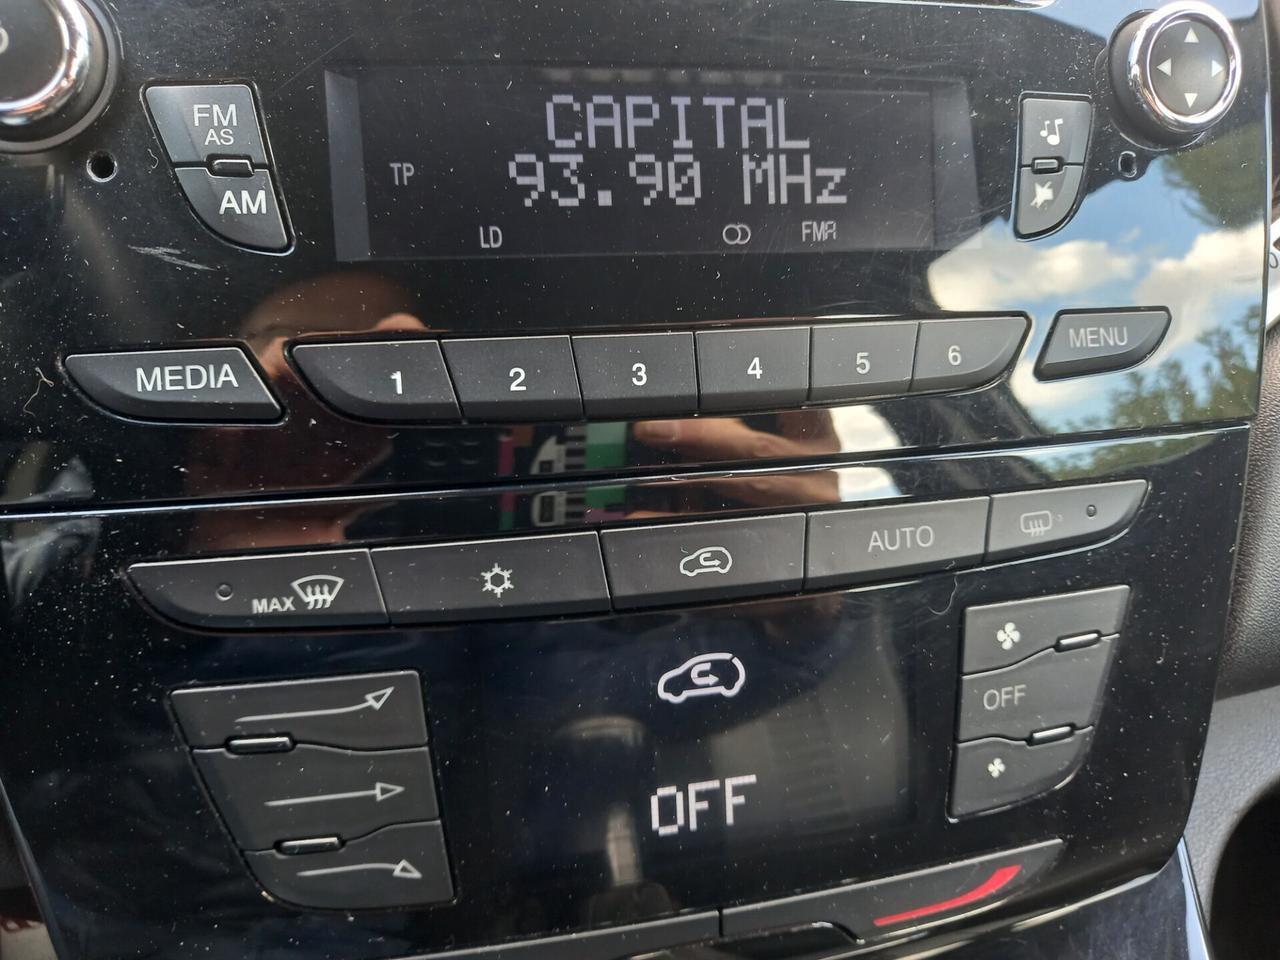 FM
AS
AM
CAPITAL
TP
93.90 MHz
LD
FMA
MEDIA
1
2
3
4
5
6
MENU
MAX
AUTO
OFF
OFF